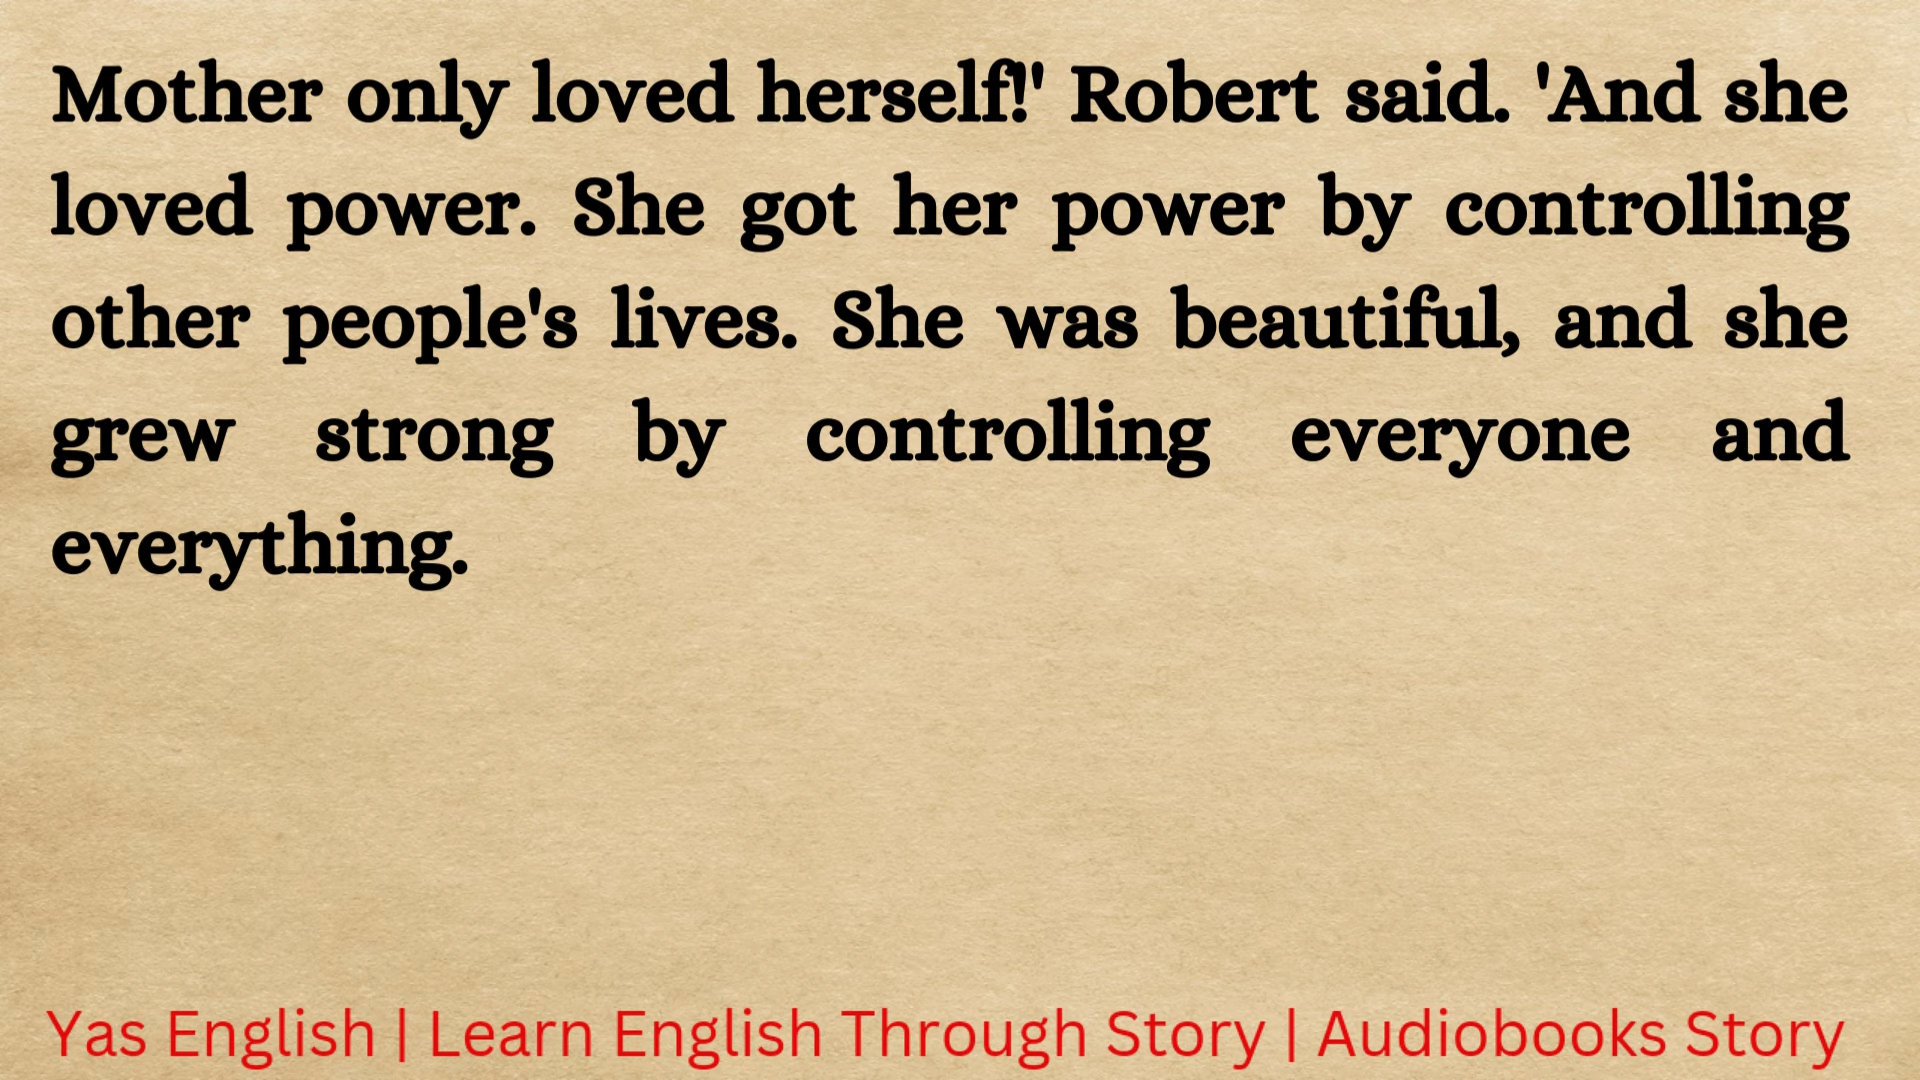 Mother only loved herself!' Robert said. 'And she
loved power. She got her power by controlling
other people's lives. She was beautiful, and she
grew strong by controlling everyone and
everything.
Yas English | Learn English Through Story | Audiobooks Story